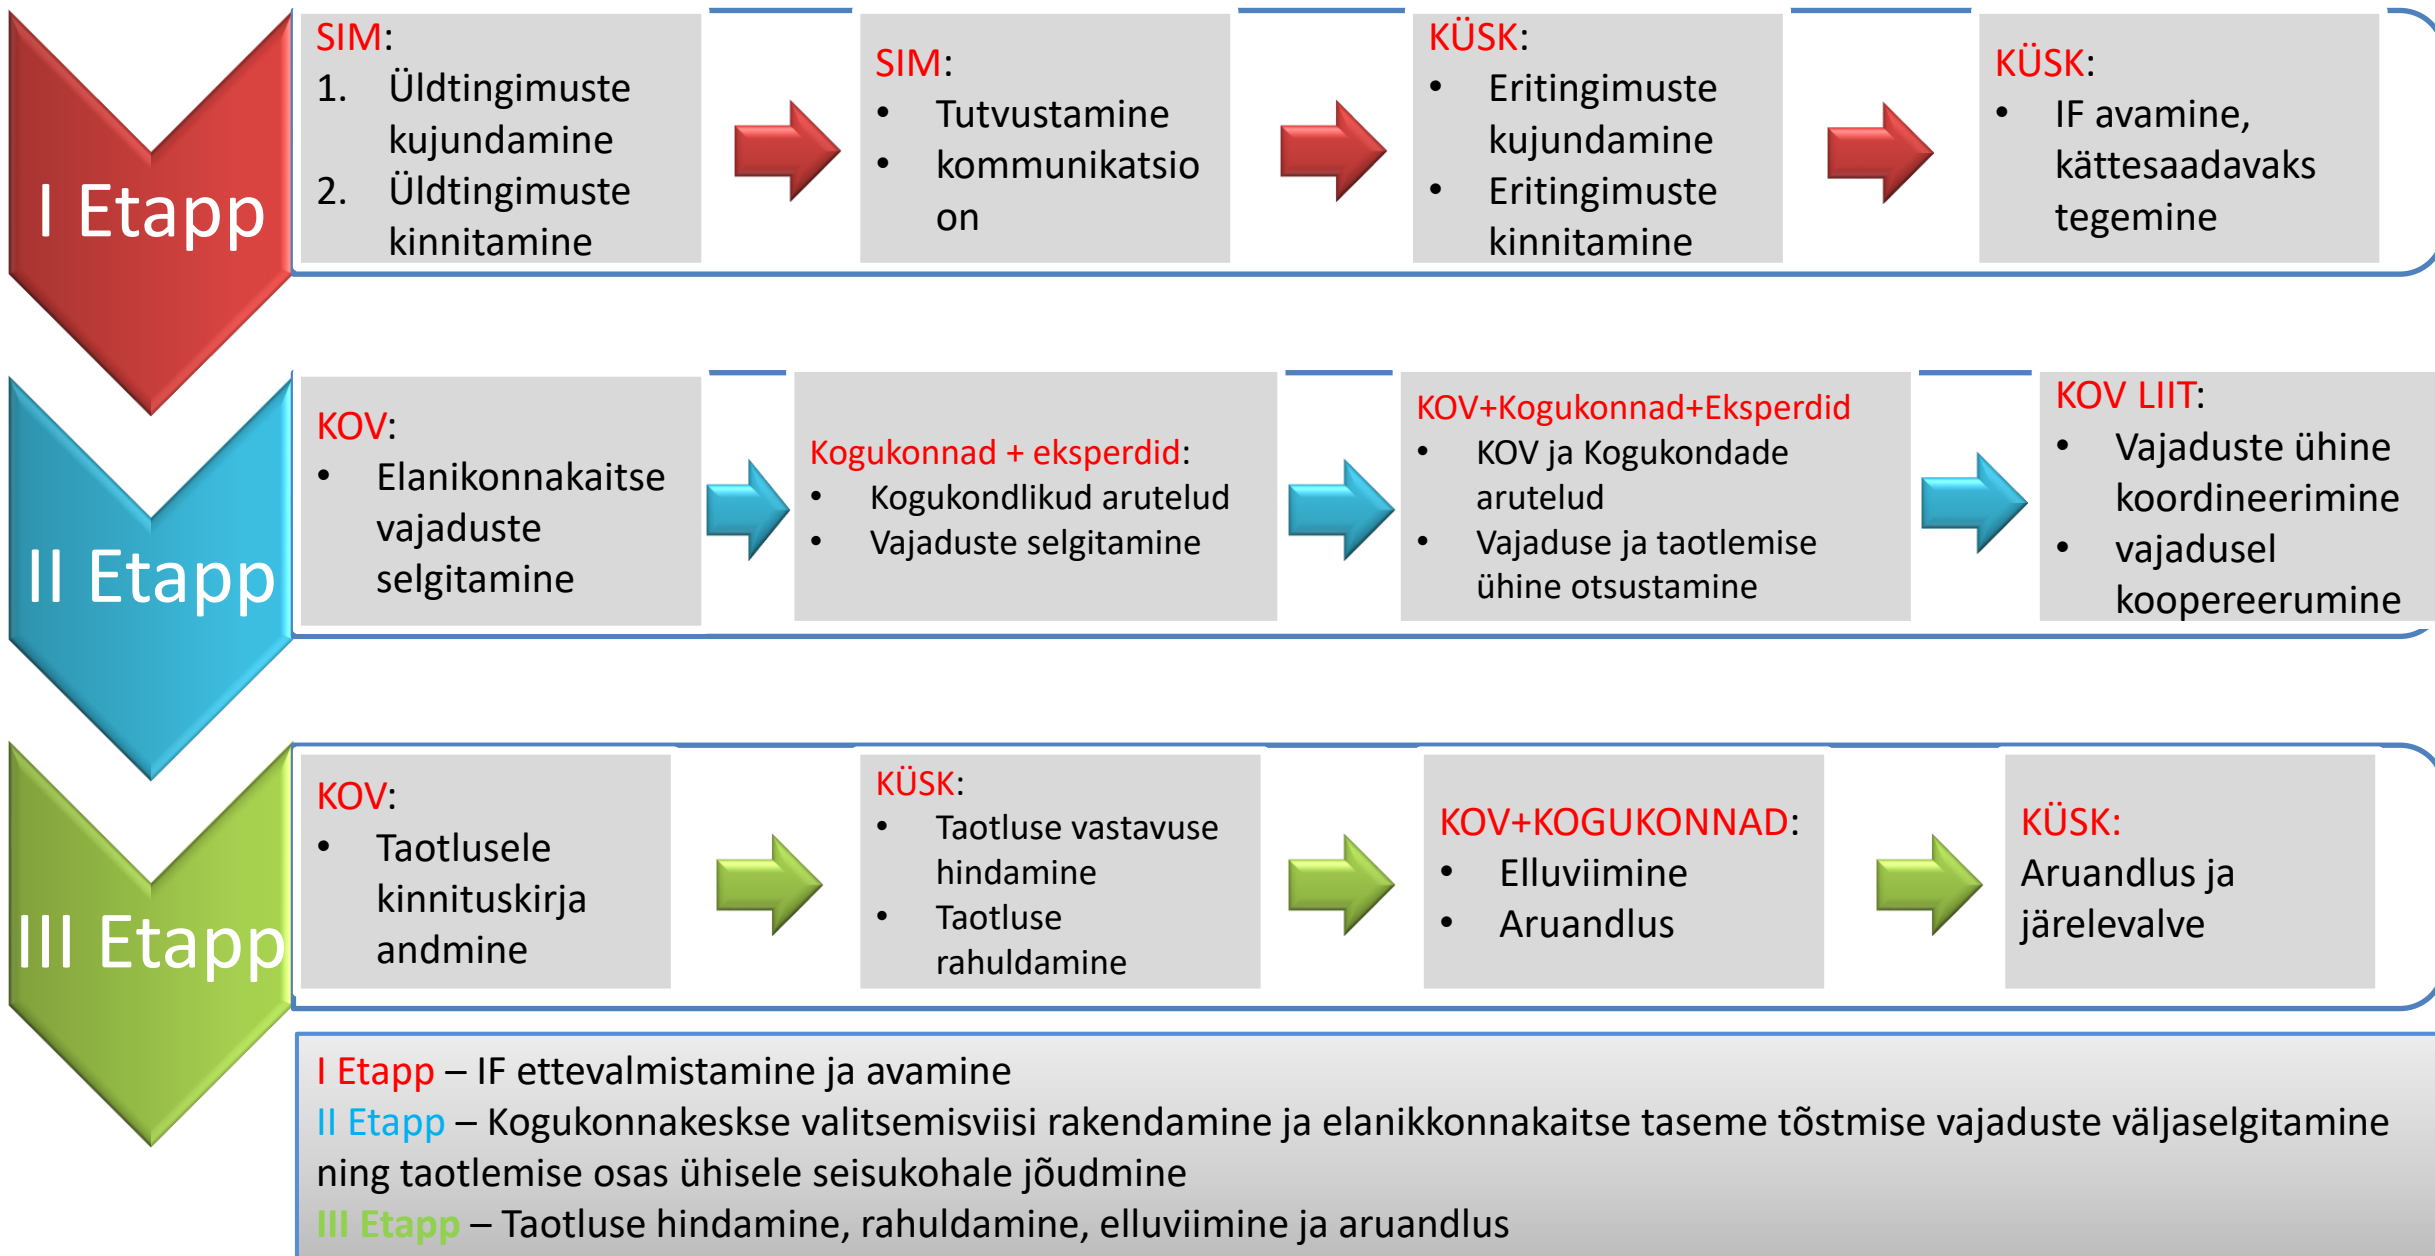 I Etapp
SIM:
1. Üldtingimuste
kujundamine
2. Üldtingimuste
kinnitamine
SIM:
• Tutvustamine
• kommunikatsio
on
KÜSK:
• Eritingimuste
kujundamine
• Eritingimuste
kinnitamine
KÜSK:
• IF avamine,
kättesaadavaks
tegemine
II Etapp
KOV:
• Elanikonnakaitse
vajaduste
selgitamine
Kogukonnad + eksperdid:
• Kogukondlikud arutelud
• Vajaduste selgitamine
KOV+Kogukonnad+Eksperdid
• KOV ja Kogukondade
arutelud
• Vajaduse ja taotlemise
ühine otsustamine
KOV LIIT:
• Vajaduste ühine
koordineerimine
• vajadusel
koopereerumine
III Etapp
KOV:
• Taotlusele
kinnituskirja
andmine
KÜSK:
• Taotluse vastavuse
hindamine
• Taotluse
rahuldamine
KOV+KOGUKONNAD:
• Elluviimine
• Aruandlus
KÜSK:
Aruandlus ja
järelevalve
I Etapp – IF ettevalmistamine ja avamine
II Etapp – Kogukonnakeskse valitsemisviisi rakendamine ja elanikkonnakaitse taseme tõstmise vajaduste väljaselgitamine
ning taotlemise osas ühisele seisukohale jõudmine
III Etapp – Taotluse hindamine, rahuldamine, elluviimine ja aruandlus